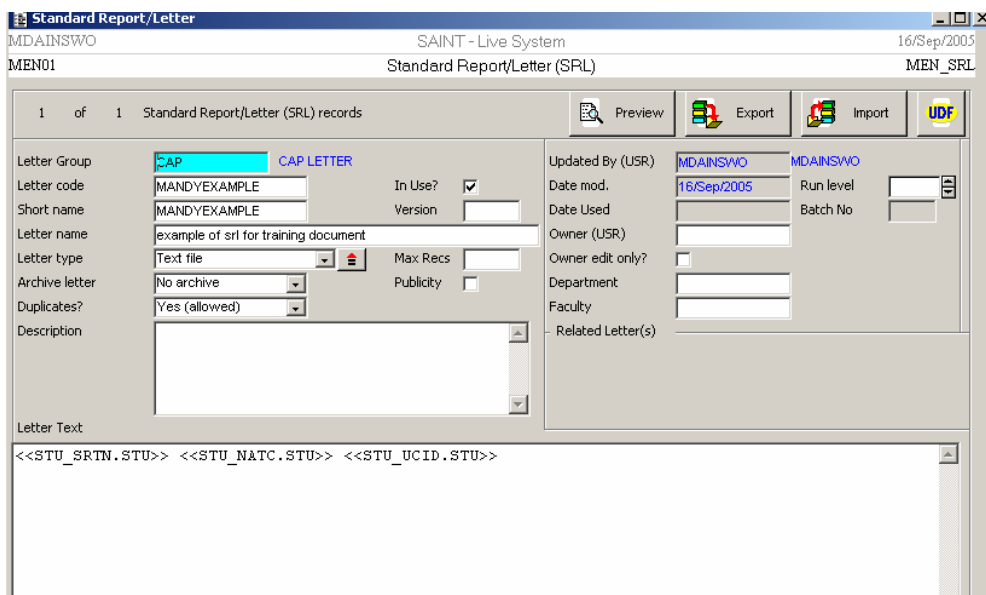 Standard Report/Letter
MDAINSWO SAINT - Live System 16/Sep/2005
MEN01 Standard Report/Letter (SRL) MEN_SRL
1 of 1 Standard Report/Letter (SRL) records Preview Export Import UDF
Letter Group CAP CAP LETTER Updated By (USR) MDAINSWO MDAINSWO
Letter code MANDYEXAMPLE In Use? Date mod. 16/Sep/2005 Run level
Short name MANDYEXAMPLE Version Date Used Batch No
Letter name example of srl for training document Owner (USR)
Letter type Text file Max Recs Owner edit only?
Archive letter No archive Publicity Department
Duplicates? Yes (allowed) Faculty
Description Related Letter(s)
Letter Text
<<STU_SRTN.STU>> <<STU_NATC.STU>> <<STU_UCID.STU>>